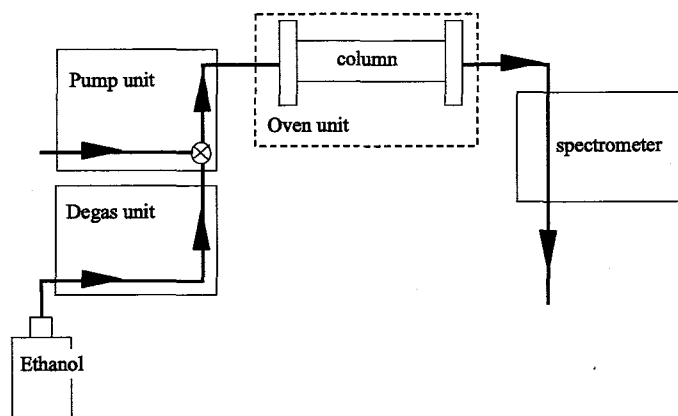 Pump unit
column
Oven unit
spectrometer
Degas unit
Ethanol